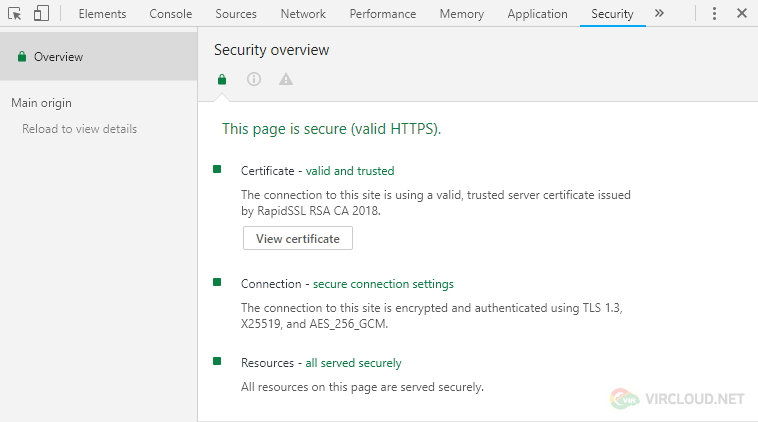 Elements Console Sources Network Performance Memory Application Security »
Overview
Main origin
Reload to view details
Security overview
This page is secure (valid HTTPS).
Certificate - valid and trusted
The connection to this site is using a valid, trusted server certificate issued
by RapidSSL RSA CA 2018.
View certificate
Connection - secure connection settings
The connection to this site is encrypted and authenticated using TLS 1.3,
X25519, and AES_256_GCM.
Resources - all served securely
All resources on this page are served securely.
VIR VIRCLOUD.NET